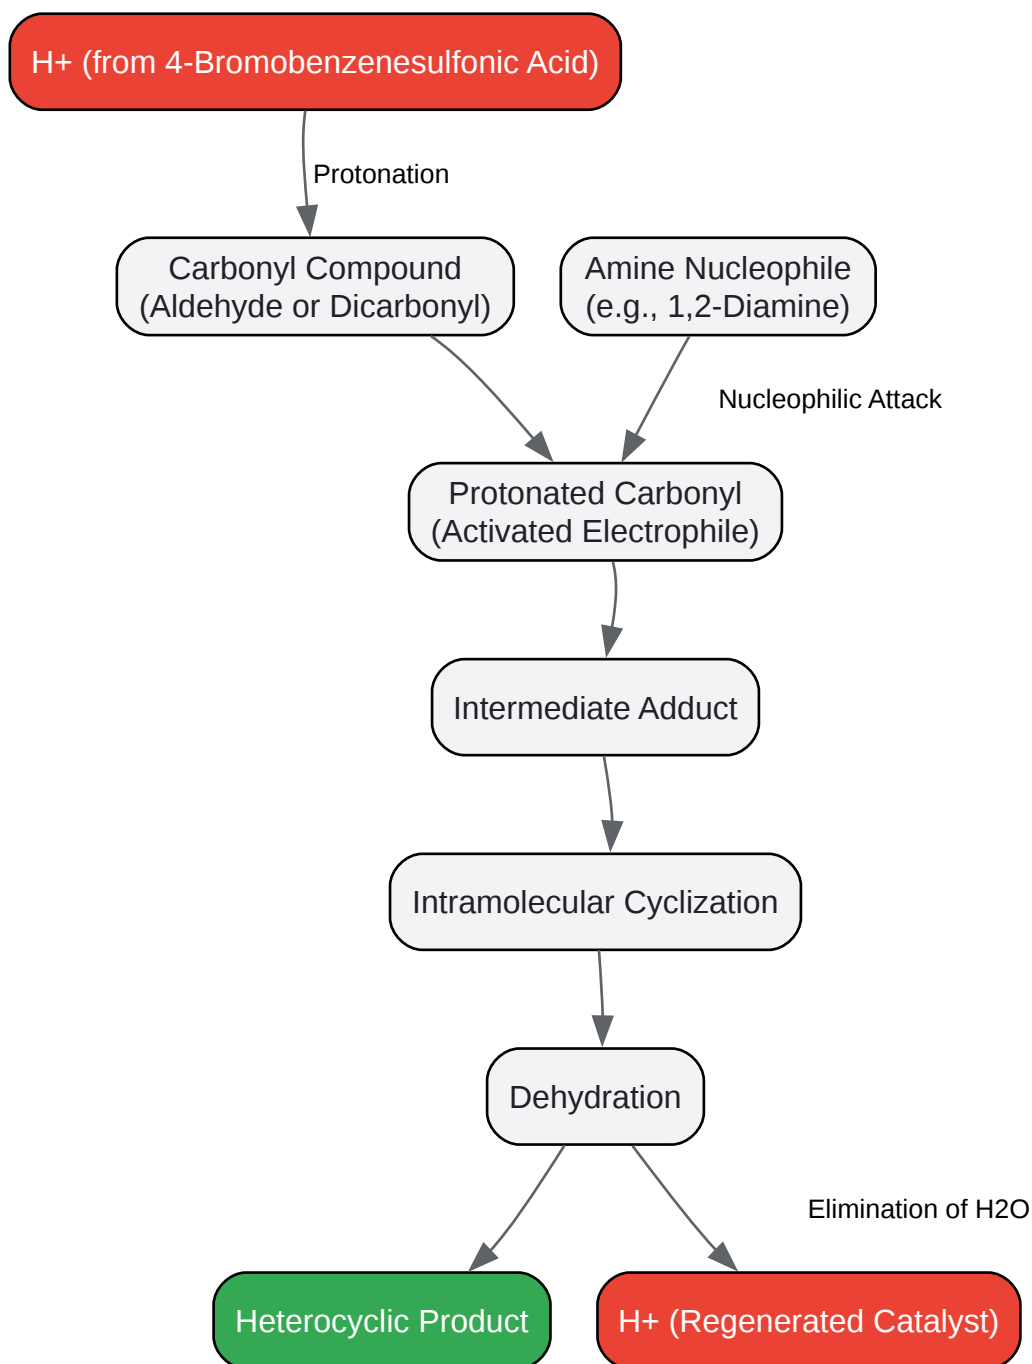 H+ (from 4-Bromobenzenesulfonic Acid)
Protonation
Carbonyl Compound
(Aldehyde or Dicarbonyl)
Amine Nucleophile
(e.g., 1,2-Diamine)
Nucleophilic Attack
Protonated Carbonyl
(Activated Electrophile)
Intermediate Adduct
Intramolecular Cyclization
Dehydration
Elimination of H2O
Heterocyclic Product
H+ (Regenerated Catalyst)